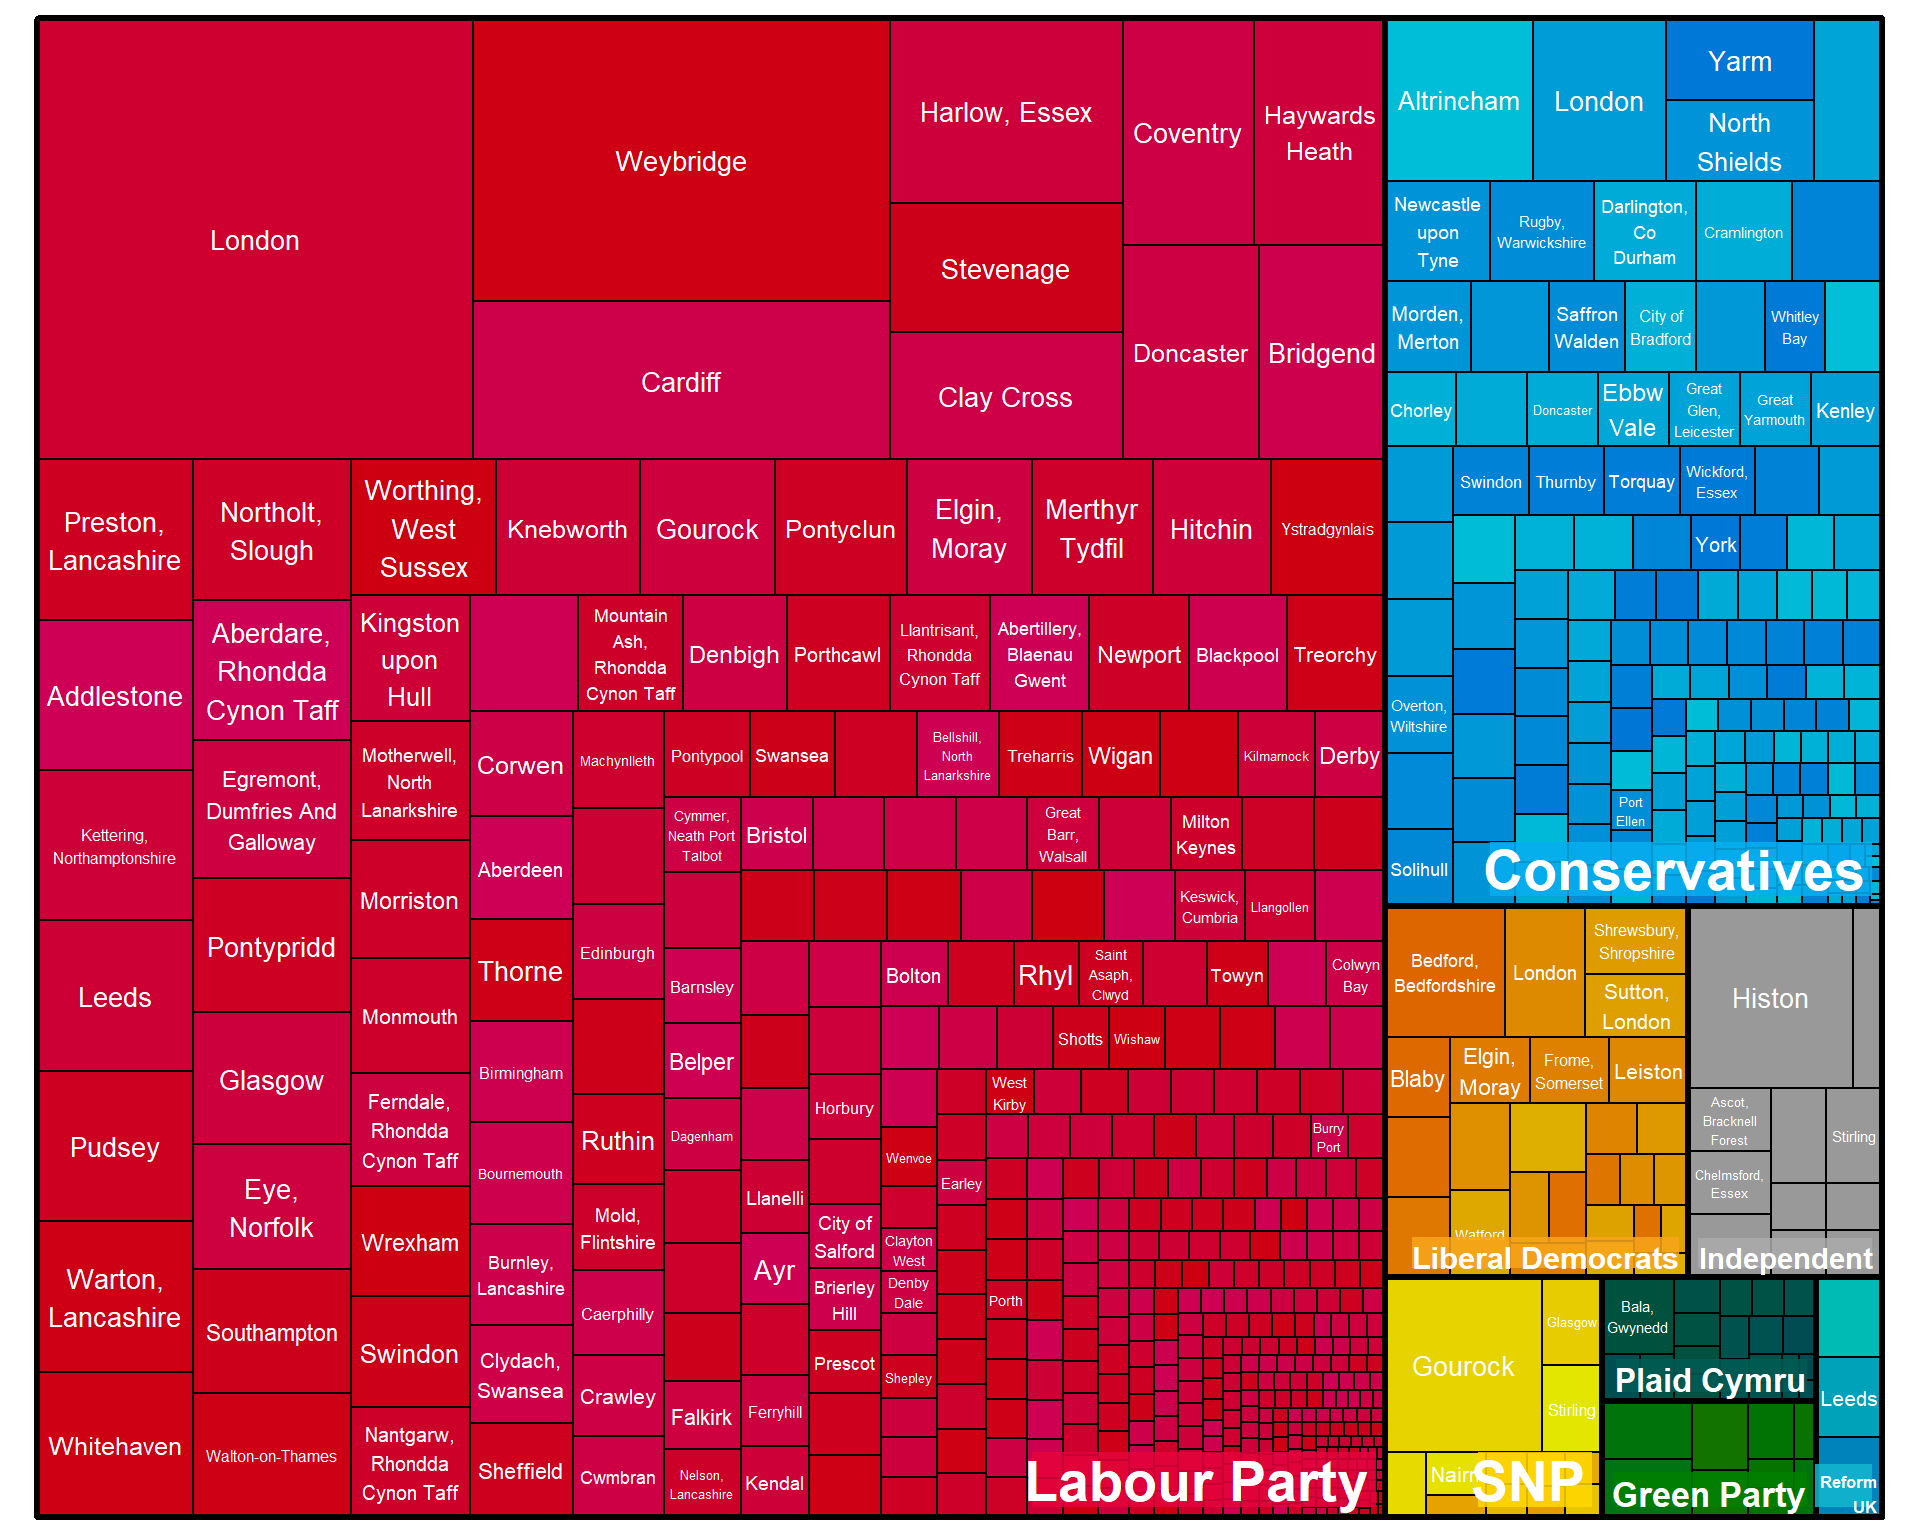 London
Weybridge
Cardiff
Harlow, Essex
Stevenage
Clay Cross
Coventry
Haywards
Heath
Doncaster
Bridgend
Preston,
Lancashire
Addlestone
Kettering,
Northamptonshire
Leeds
Pudsey
Warton,
Lancashire
Whitehaven
Northolt,
Slough
Aberdare,
Rhondda
Cynon Taff
Egremont,
Dumfries And
Galloway
Pontypridd
Glasgow
Eye,
Norfolk
Southampton
Walton-on-Thames
Worthing,
West
Sussex
Knebworth
Gourock
Pontyclun
Elgin,
Moray
Merthyr
Tydfil
Hitchin
Ystradgynlais
Kingston
upon
Hull
Motherwell,
North
Lanarkshire
Morriston
Monmouth
Ferndale,
Rhondda
Cynon Taff
Wrexham
Swindon
Nantgarw,
Rhondda
Cynon Taff
Mountain
Ash,
Rhondda
Cynon Taff
Denbigh
Porthcawl
Llantrisant,
Rhondda
Cynon Taff
Abertillery,
Blaenau
Gwent
Newport
Blackpool
Treorchy
Corwen
Aberdeen
Thorne
Birmingham
Bournemouth
Burnley,
Lancashire
Clydach,
Swansea
Sheffield
Machynlleth
Edinburgh
Ruthin
Mold,
Flintshire
Caerphilly
Crawley
Cwmbran
Pontypool
Swansea
Bellshill,
North
Lanarkshire
Treharris
Wigan
Kilmarnock
Derby
Cymmer,
Neath Port
Talbot
Barnsley
Belper
Dagenham
Falkirk
Nelson,
Lancashire
Bristol
Great
Barr,
Walsall
Milton
Keynes
Keswick,
Cumbria
Llangollen
Llanelli
Ayr
Ferryhill
Kendal
Horbury
City of
Salford
Brierley
Hill
Prescot
Bolton
Rhyl
Saint
Asaph,
Clwyd
Towyn
Colwyn
Bay
Shotts
Wishaw
Wenvoe
Clayton
West
Denby
Dale
Shepley
Earley
West
Kirby
Burry
Port
Porth
Labour Party
Altrincham
London
Yarm
North
Shields
Newcastle
upon
Tyne
Rugby,
Warwickshire
Darlington,
Co
Durham
Cramlington
Morden,
Merton
Saffron
Walden
City of
Bradford
Whitley
Bay
Chorley
Doncaster
Ebbw
Vale
Great
Glen,
Leicester
Great
Yarmouth
Kenley
Swindon
Thurnby
Torquay
Wickford,
Essex
York
Overton,
Wiltshire
Port
Ellen
Solihull
Conservatives
Bedford,
Bedfordshire
London
Shrewsbury,
Shropshire
Sutton,
London
Blaby
Elgin,
Moray
Frome,
Somerset
Leiston
Watford
Liberal Democrats
Histon
Ascot,
Bracknell
Forest
Stirling
Chelmsford,
Essex
Independent
Gourock
Glasgow
Stirling
Nairn
SNP
Bala,
Gwynedd
Plaid Cymru
Green Party
Leeds
Reform
UK